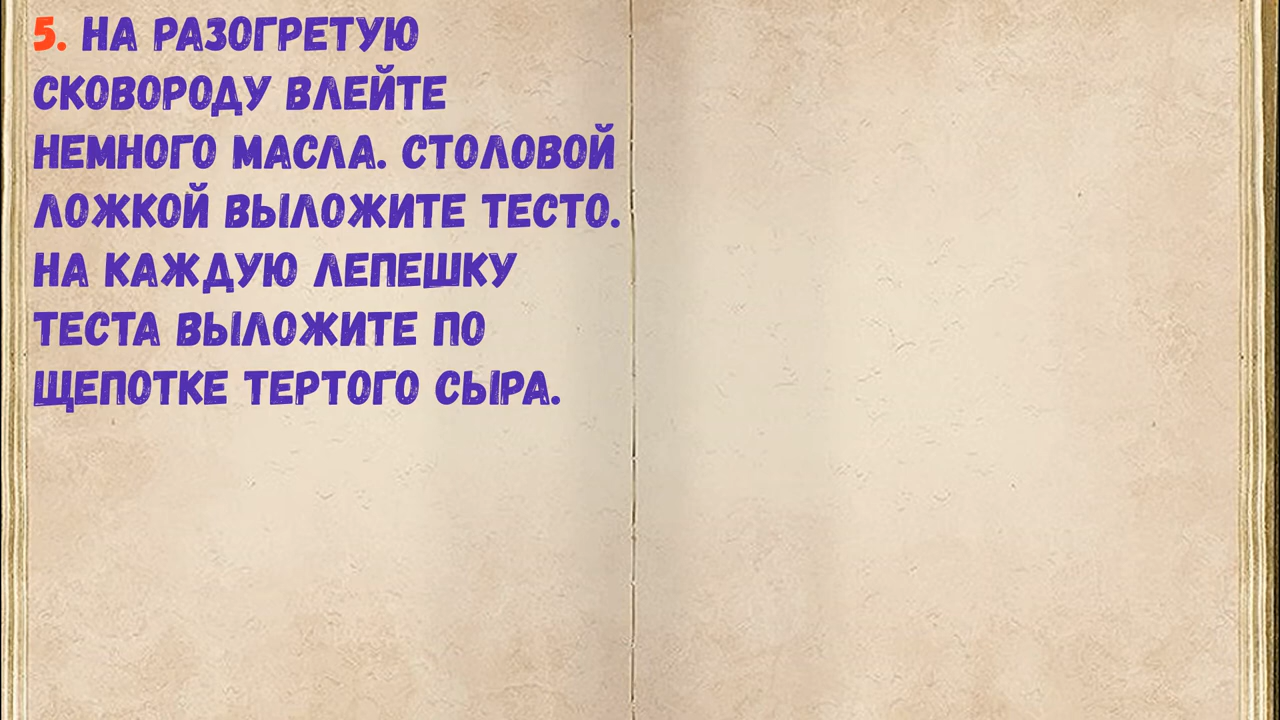 5. НА РАЗОГРЕТУЮ
СКОВОРОДУ ВЛЕЙТЕ
НЕМНОГО МАСЛА. СТОЛОВОЙ
ЛОЖКОЙ ВЫЛОЖИТЕ ТЕСТО.
НА КАЖДУЮ ЛЕПЕШКУ
ТЕСТА ВЫЛОЖИТЕ ПО
ЩЕПОТКЕ ТЕРТОГО СЫРА.